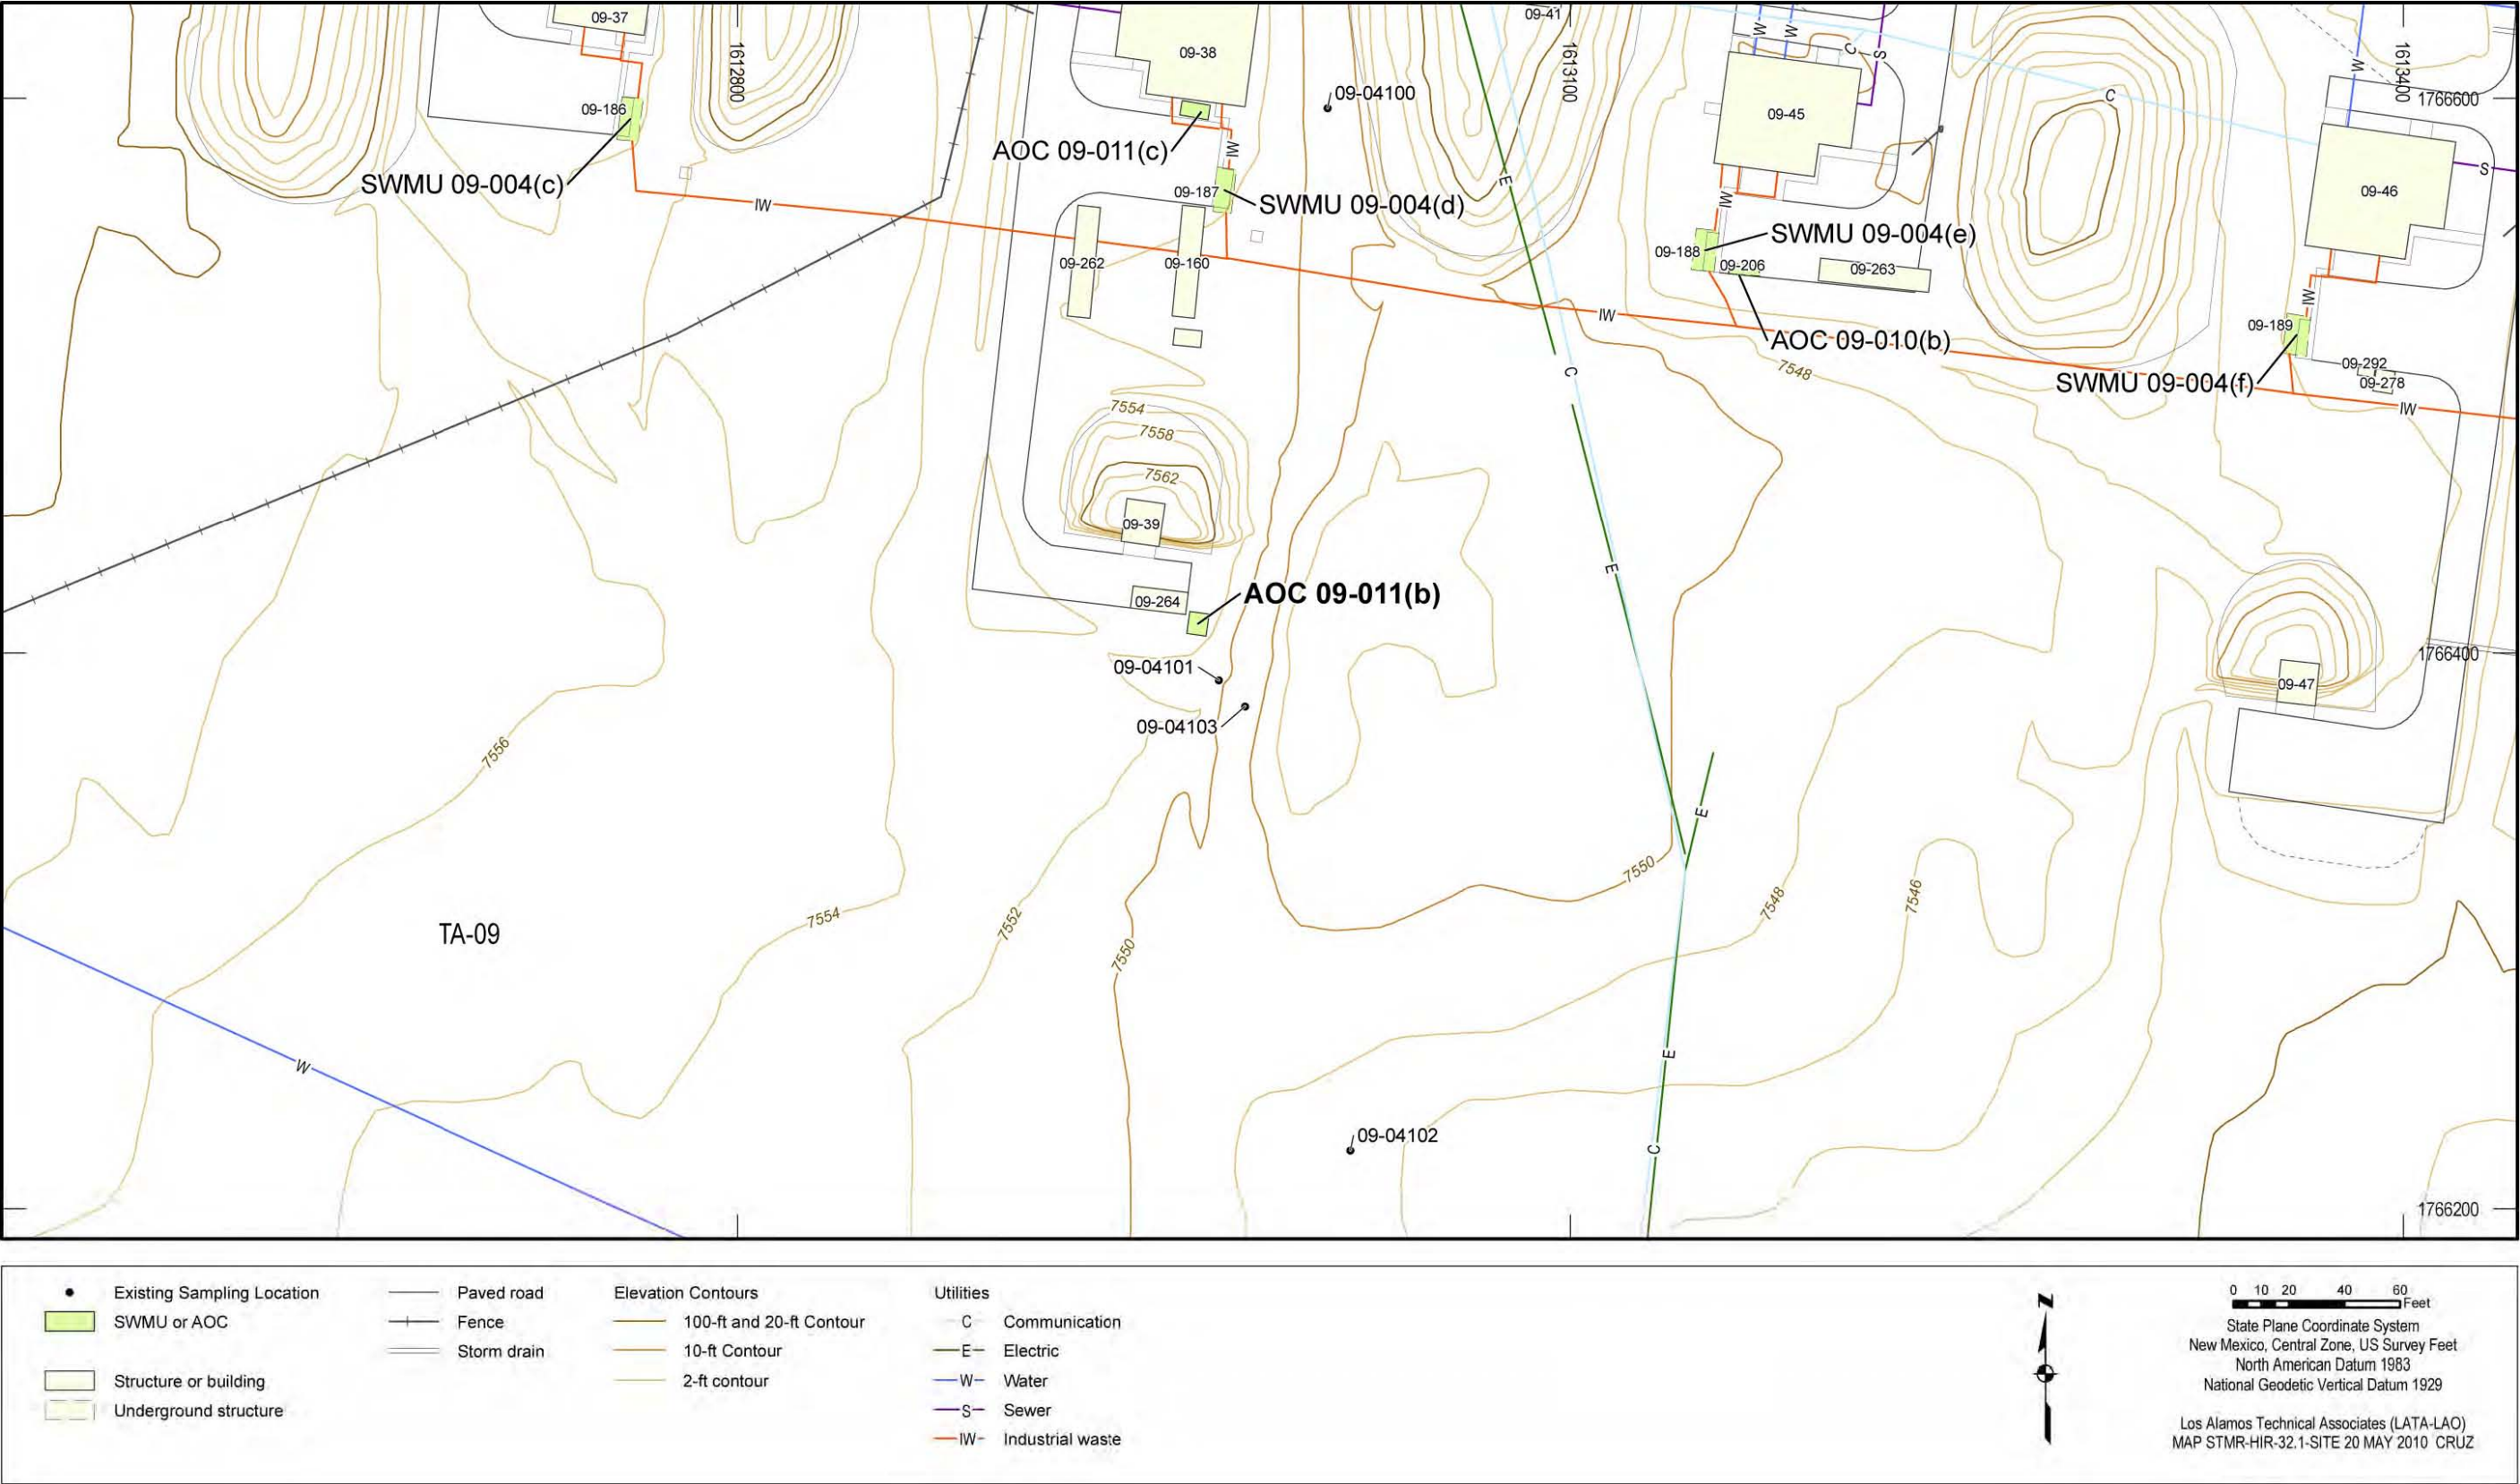 09-37
09-38
09-41
W
W
C
S
1612800
1613100
1613400
W
09-04100
C
1766600
09-186
09-45
AOC 09-011(c)
IW
S
SWMU 09-004(c)
09-187
SWMU 09-004(d)
E
09-46
IW
IW
SWMU 09-004(e)
09-188
09-206
09-263
09-262
09-160
IW
IW
09-189
AOC 09-010(b)
7548
C
09-292
09-278
SWMU 09-004(f)
IW
7554
7558
7562
09-39
E
09-264
AOC 09-011(b)
1766400
09-04101
09-47
09-04103
7556
E
7550
7554
7552
7548
7546
TA-09
7550
W
E
09-04102
C
1766200
Existing Sampling Location
SWMU or AOC
Structure or building
Underground structure
Paved road
Fence
Storm drain
Elevation Contours
100-ft and 20-ft Contour
10-ft Contour
2-ft contour
Utilities
C Communication
E Electric
W Water
S Sewer
IW Industrial waste
N
0 10 20 40 60
Feet
State Plane Coordinate System
New Mexico, Central Zone, US Survey Feet
North American Datum 1983
National Geodetic Vertical Datum 1929
Los Alamos Technical Associates (LATA-LAO)
MAP STMR-HIR-32.1-SITE 20 MAY 2010 CRUZ